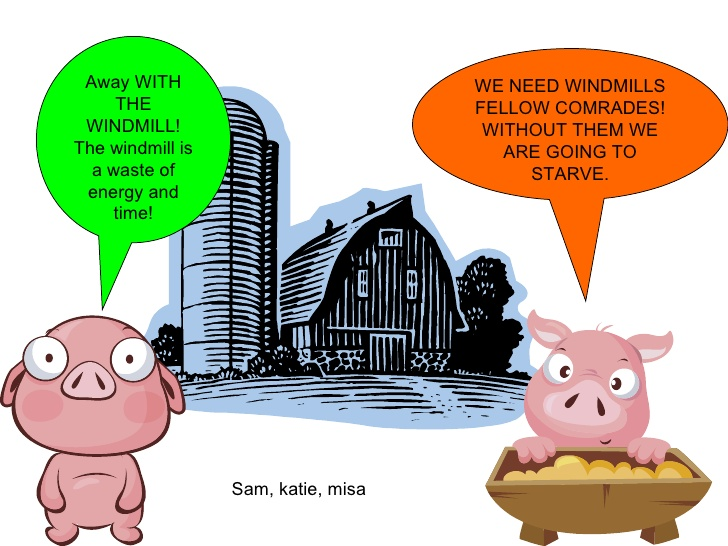 Away WITH
THE
WINDMILL!
The windmill is
a waste of
energy and
time!
WE NEED WINDMILLS
FELLOW COMRADES!
WITHOUT THEM WE
ARE GOING TO
STARVE.
Sam, katie, misa